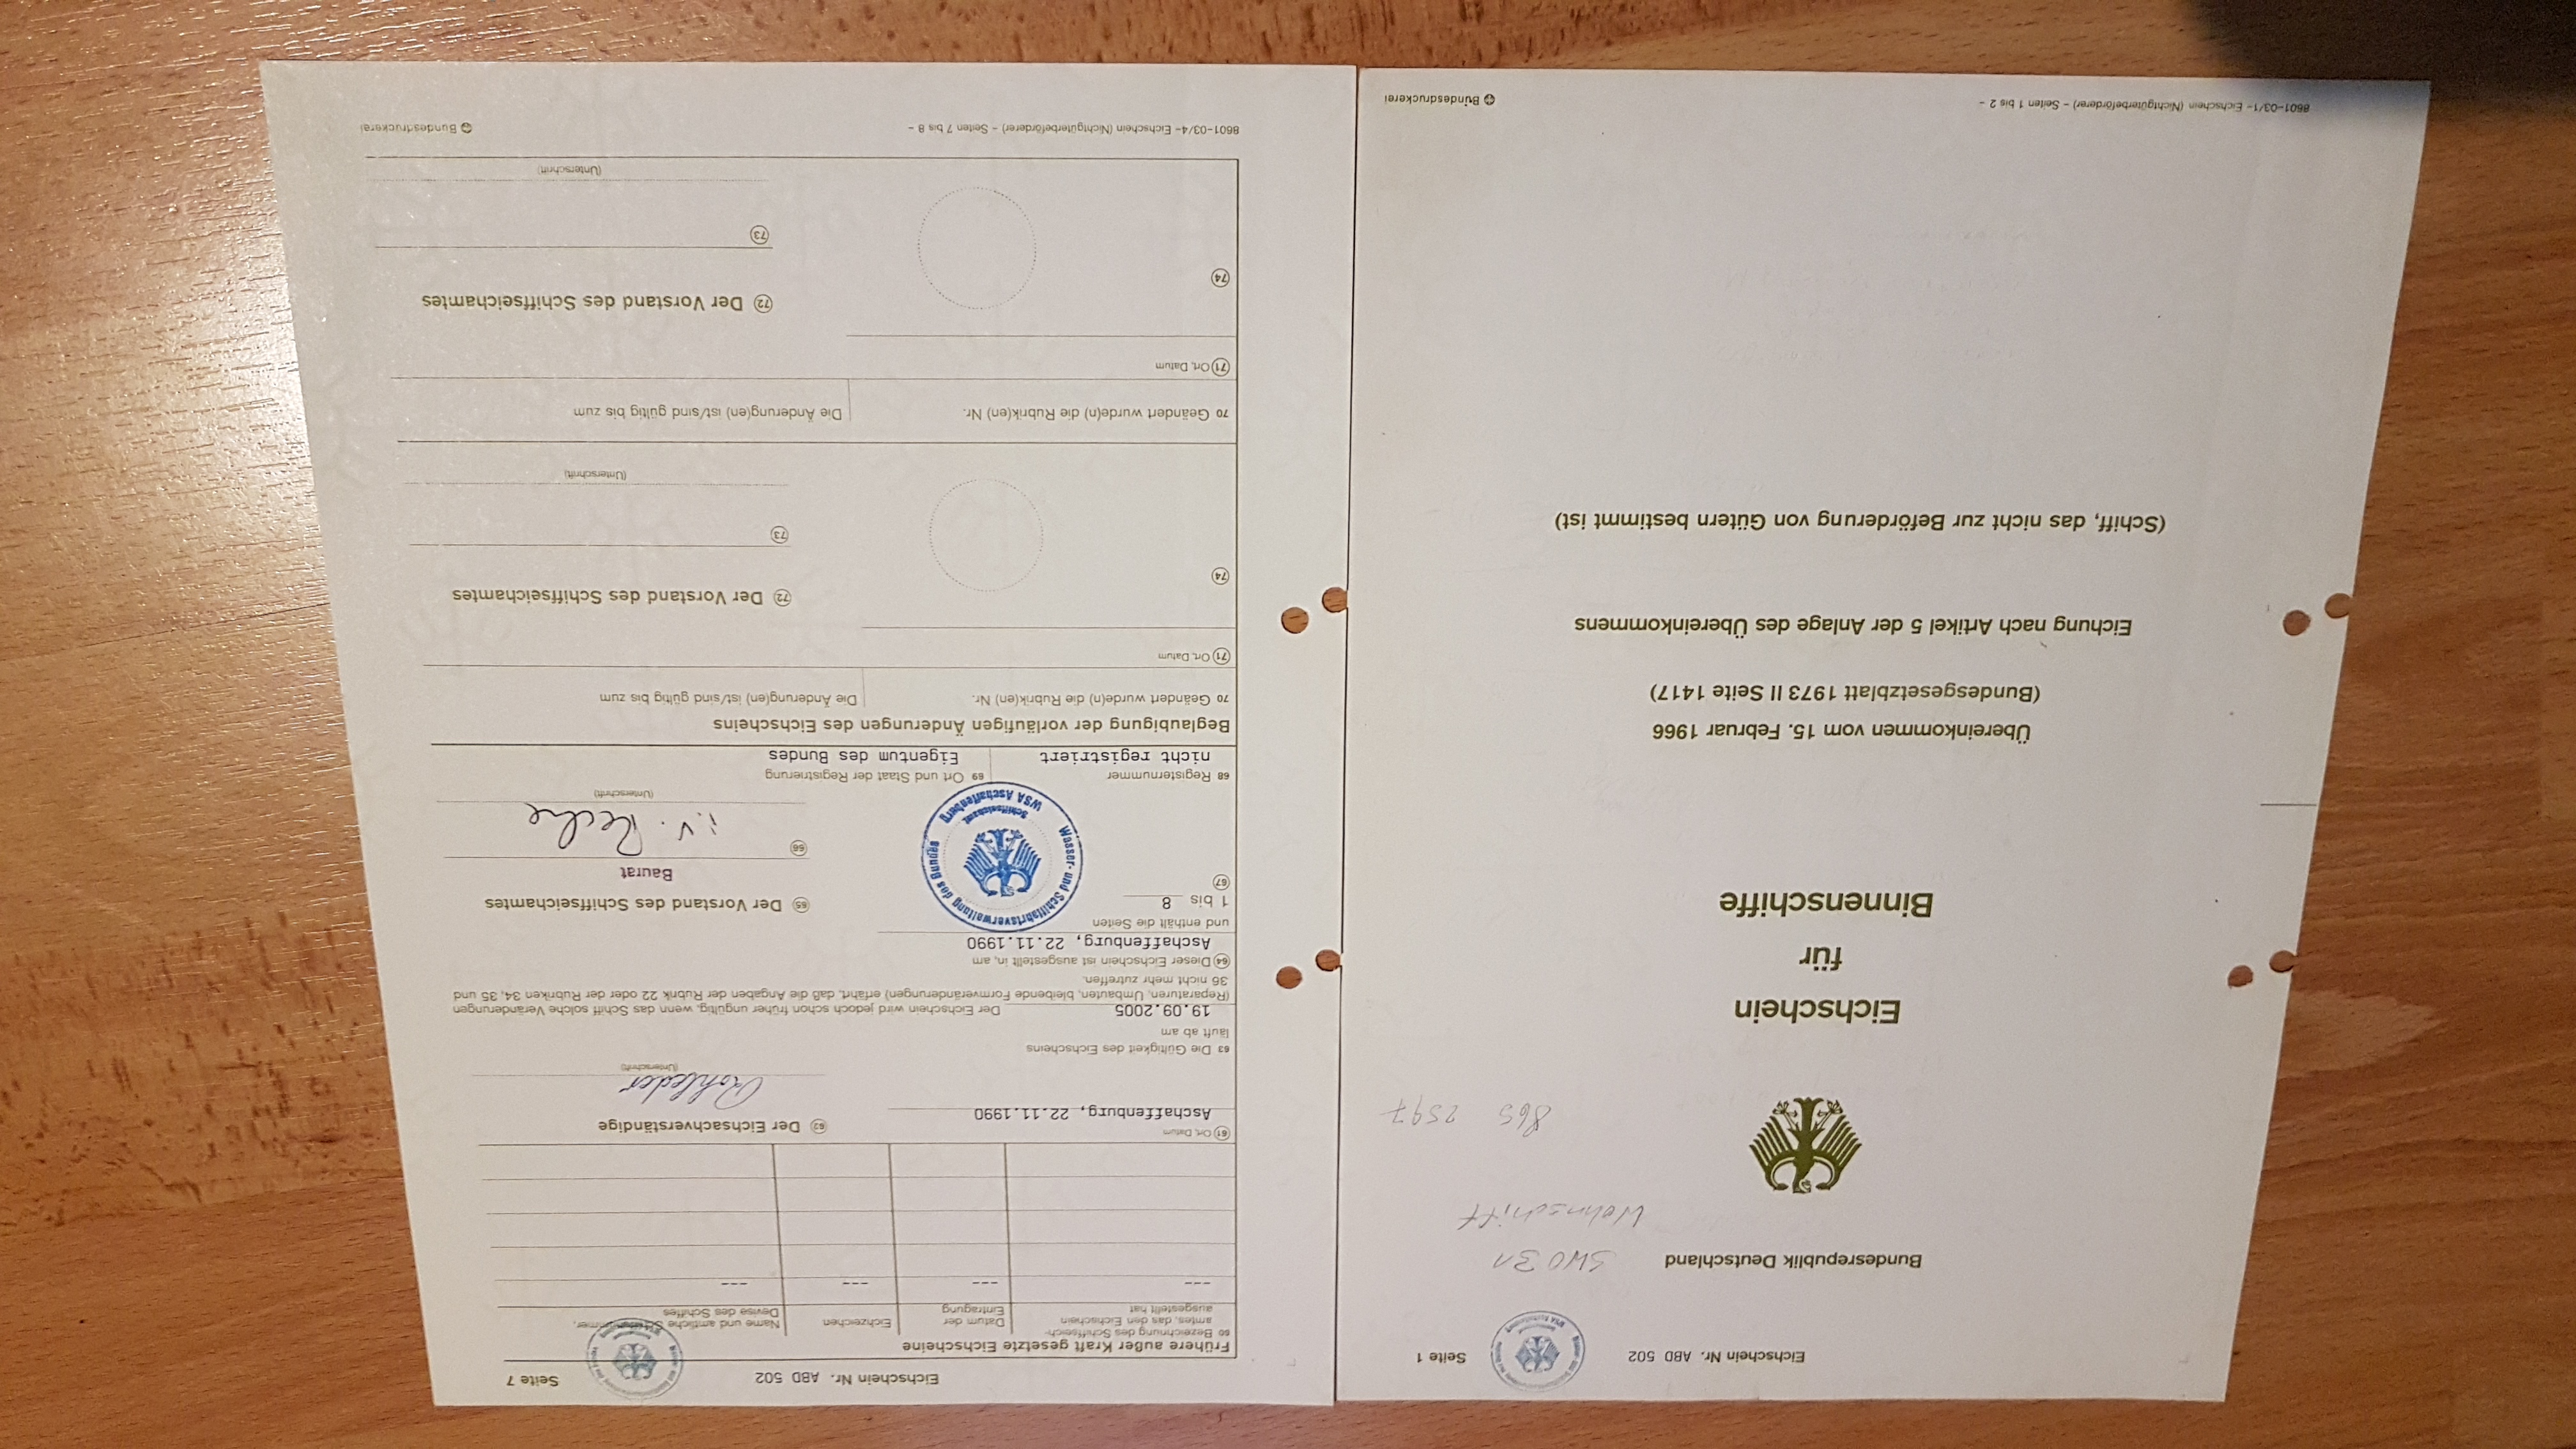 Eichschein Nr. ABD 502
Seite 1
Bundesrepublik Deutschland
SWO 31
Wohnschiff
865 2597
Eichschein
für
Binnenschiffe
Übereinkommen vom 15. Februar 1966
(Bundesgesetzblatt 1973 II Seite 1417)
Eichung nach Artikel 5 der Anlage des Übereinkommens
(Schiff, das nicht zur Beförderung von Gütern bestimmt ist)
8601-03/1- Eichschein (Nichtgüterbeförderer) - Seiten 1 bis 2 -
Bundesdruckerei
Eichschein Nr. ABD 502
Seite 7
Frühere außer Kraft gesetzte Eichscheine
60 Bezeichnung des Schiffseich-
amtes, das den Eichschein
ausgestellt hat
Datum der
Eintragung
Eichzeichen
Name und amtliche
Devise des Schiffes
--- --- --- ---
61 Ort, Datum
Aschaffenburg, 22.11.1990
62 Der Eichsachverständige
(Unterschrift)
63 Die Gültigkeit des Eichscheins
läuft ab am
19.09.2005 Der Eichschein wird jedoch schon früher ungültig, wenn das Schiff solche Veränderungen
(Reparaturen, Umbauten, bleibende Formveränderungen) erfährt, daß die Angaben der Rubrik 22 oder der Rubriken 34, 35 und
36 nicht mehr zutreffen.
64 Dieser Eichschein ist ausgestellt in, am
Aschaffenburg, 22.11.1990
und enthält die Seiten
1 bis 8
65 Der Vorstand des Schiffseichamtes
Baurat
66
i.V.
(Unterschrift)
67
Wasser- und Schiffahrtsverwaltung des Bundes
Schiffseichamt
WSA Aschaffenburg
68 Registernummer
nicht registriert
69 Ort und Staat der Registrierung
Eigentum des Bundes
Beglaubigung der vorläufigen Änderungen des Eichscheins
70 Geändert wurde(n) die Rubrik(en) Nr.
Die Änderung(en) ist/sind gültig bis zum
71 Ort, Datum
72 Der Vorstand des Schiffseichamtes
74
73
(Unterschrift)
70 Geändert wurde(n) die Rubrik(en) Nr.
Die Änderung(en) ist/sind gültig bis zum
71 Ort, Datum
72 Der Vorstand des Schiffseichamtes
74
73
(Unterschrift)
8601-03/4- Eichschein (Nichtgüterbeförderer) - Seiten 7 bis 8 -
Bundesdruckerei